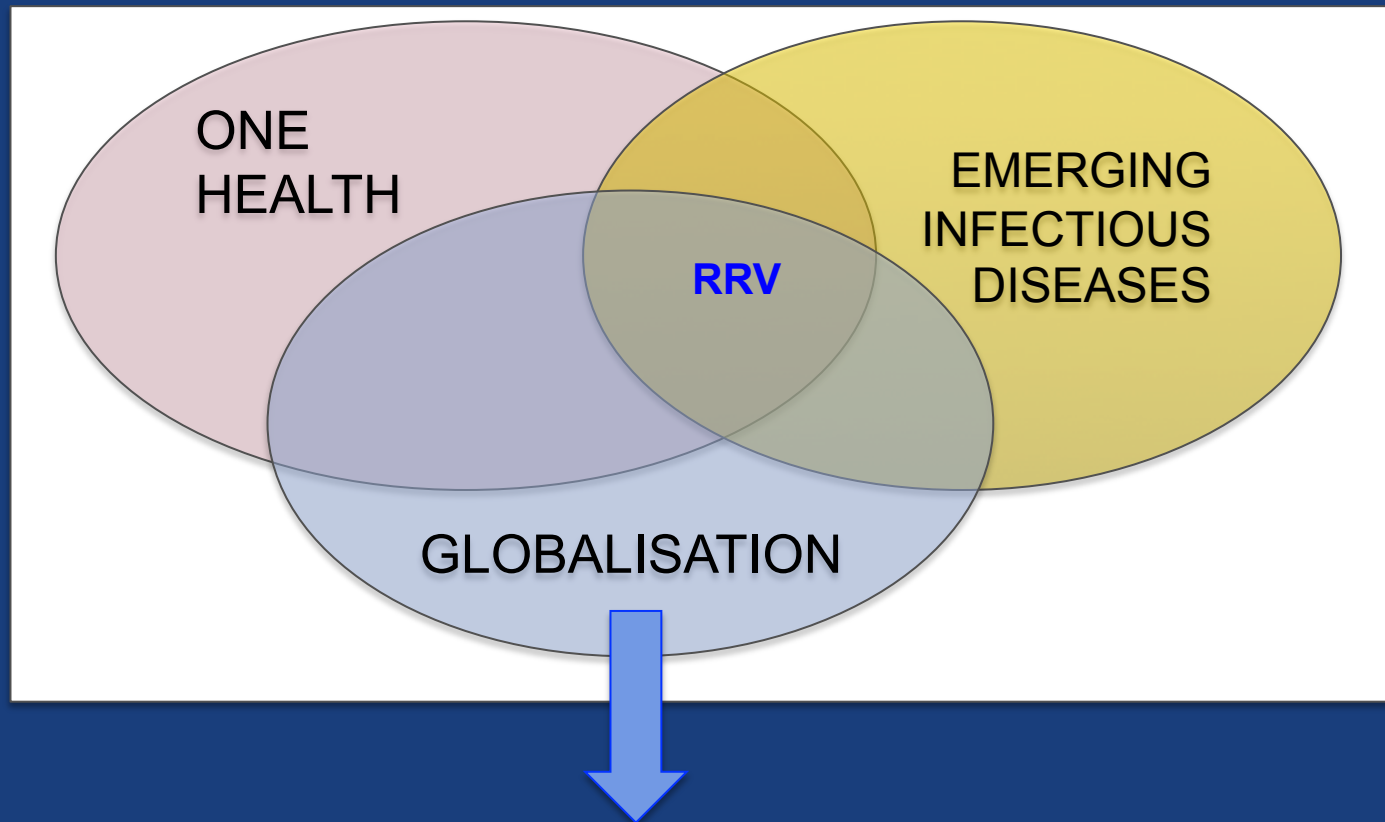 ONE
HEALTH
EMERGING
INFECTIOUS
DISEASES
RRV
GLOBALISATION